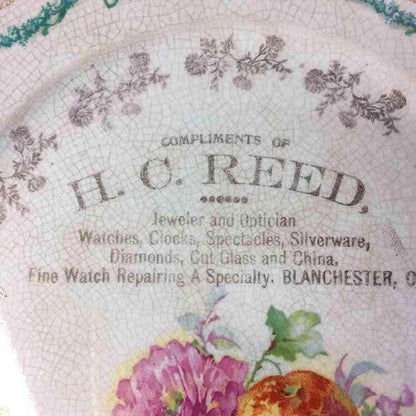 COMPLIMENTS OF
H. C. REED,
Jeweler and Optician
Watches, Clocks, Spectacles, Silverware,
Diamonds, Cut Glass and China.
Fine Watch Repairing A Specialty. BLANCHESTER, O